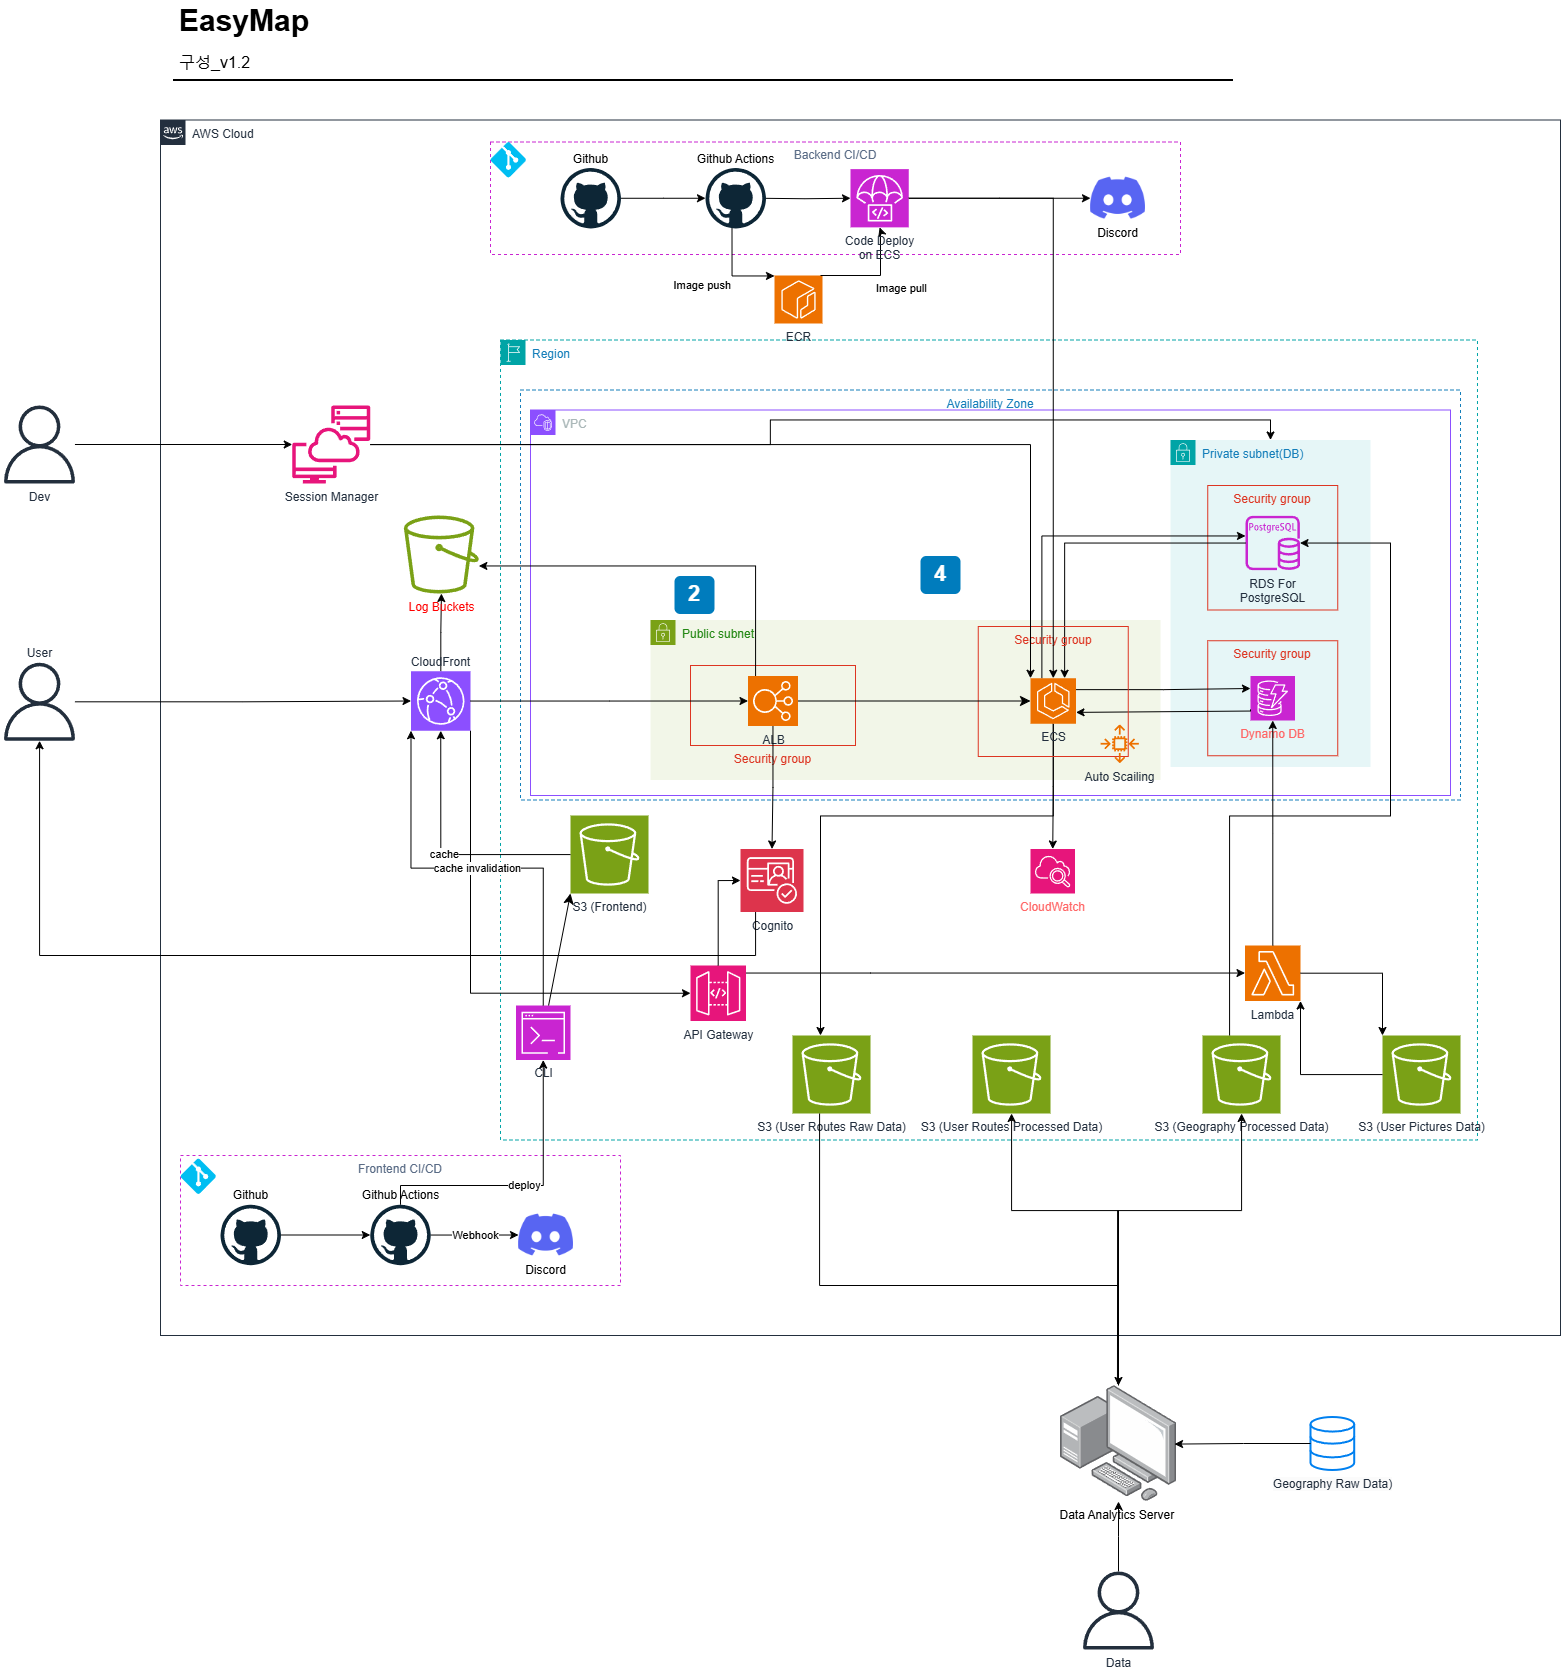 EasyMap
구성_v1.2
aws
AWS Cloud
Backend CI/CD
Github
Github Actions
Code Deploy
on ECS
Discord
Image push
Image pull
ECR
Region
Availability Zone
VPC
Dev
Session Manager
Private subnet(DB)
Security group
PostgreSQL
RDS For
PostgreSQL
Log Buckets
2
4
Public subnet
Security group
Security group
User
CloudFront
ALB
Security group
ECS
Auto Scailing
Dynamo DB
cache
cache invalidation
S3 (Frontend)
Cognito
CloudWatch
API Gateway
Lambda
CLI
S3 (User Routes Raw Data)
S3 (User Routes Processed Data)
S3 (Geography Processed Data)
S3 (User Pictures Data)
Frontend CI/CD
Github
Github Actions
deploy
Webhook
Discord
Data Analytics Server
Geography Raw Data)
Data